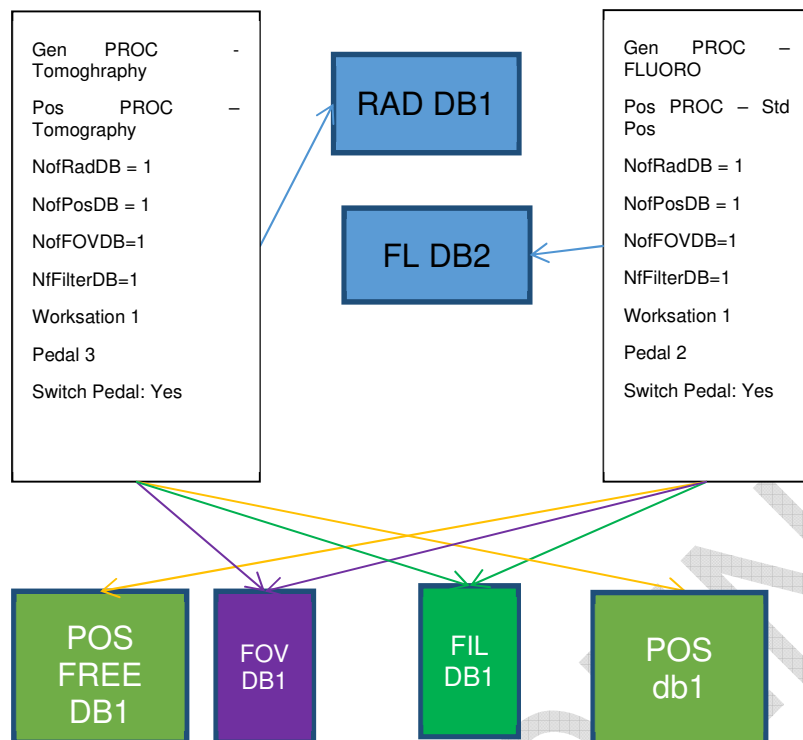 Gen PROC -
Tomoghraphy
Pos PROC –
Tomography
NofRadDB = 1
NofPosDB = 1
NofFOVDB=1
NfFilterDB=1
Worksation 1
Pedal 3
Switch Pedal: Yes
RAD DB1
FL DB2
Gen PROC –
FLUORO
Pos PROC – Std
Pos
NofRadDB = 1
NofPosDB = 1
NofFOVDB=1
NfFilterDB=1
Worksation 1
Pedal 2
Switch Pedal: Yes
POS
FREE
DB1
FOV
DB1
FIL
DB1
POS
db1